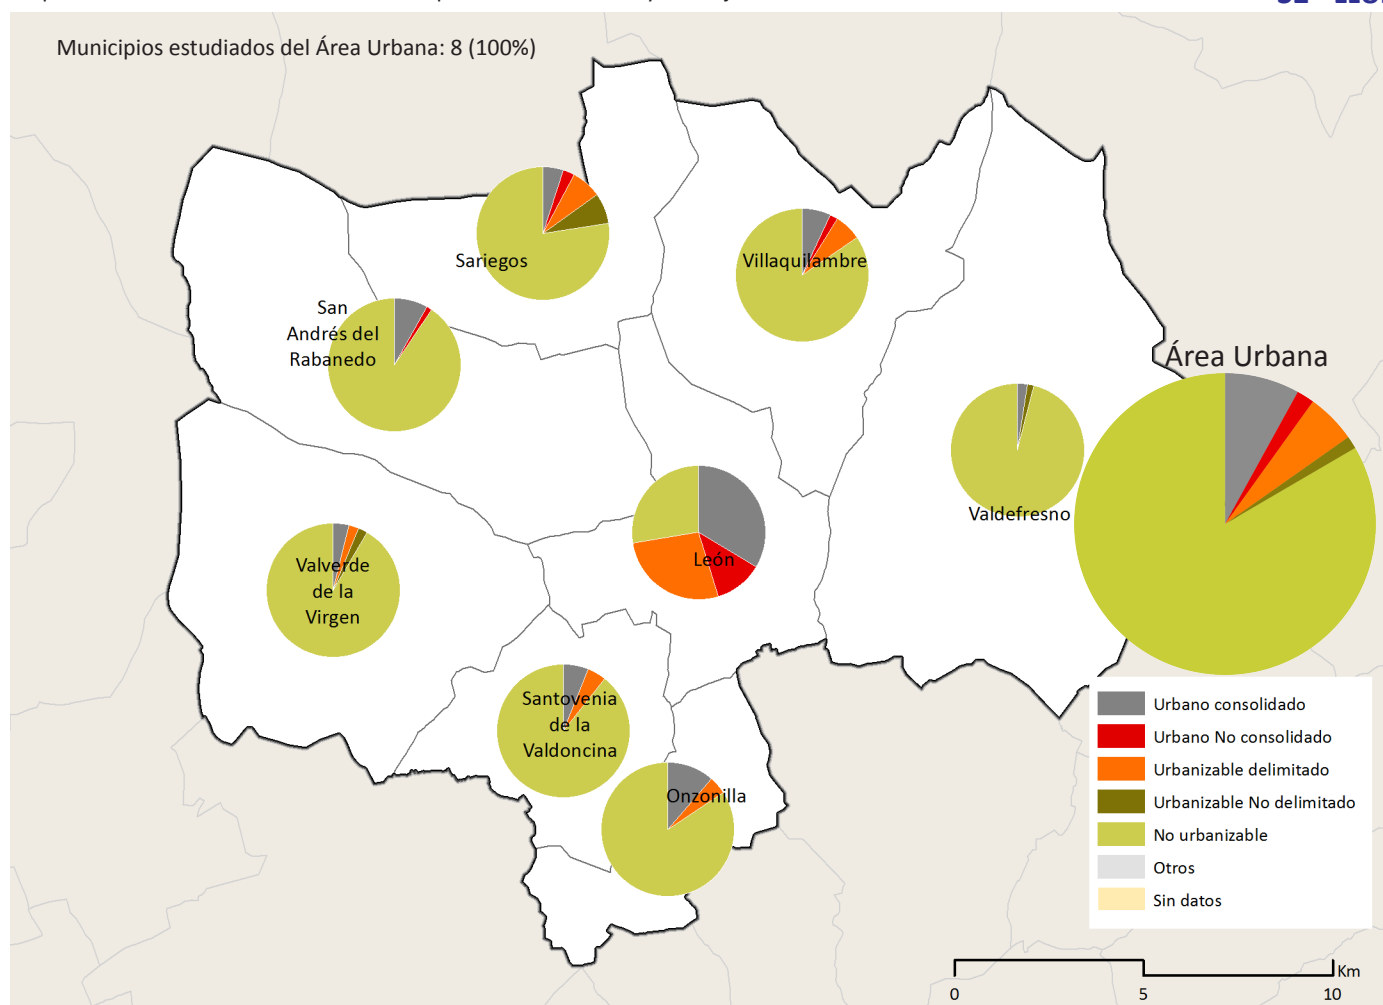 Municipios estudiados del Área Urbana: 8 (100%)
Sariegos
Villaquilambre
San
Andrés del
Rabanedo
Área Urbana
Valdefresno
León
Valverde
de la
Virgen
Santovenia
de la
Valdoncina
Onzonilla
Urbano consolidado
Urbano No consolidado
Urbanizable delimitado
Urbanizable No delimitado
No urbanizable
Otros
Sin datos
Km
0 5 10